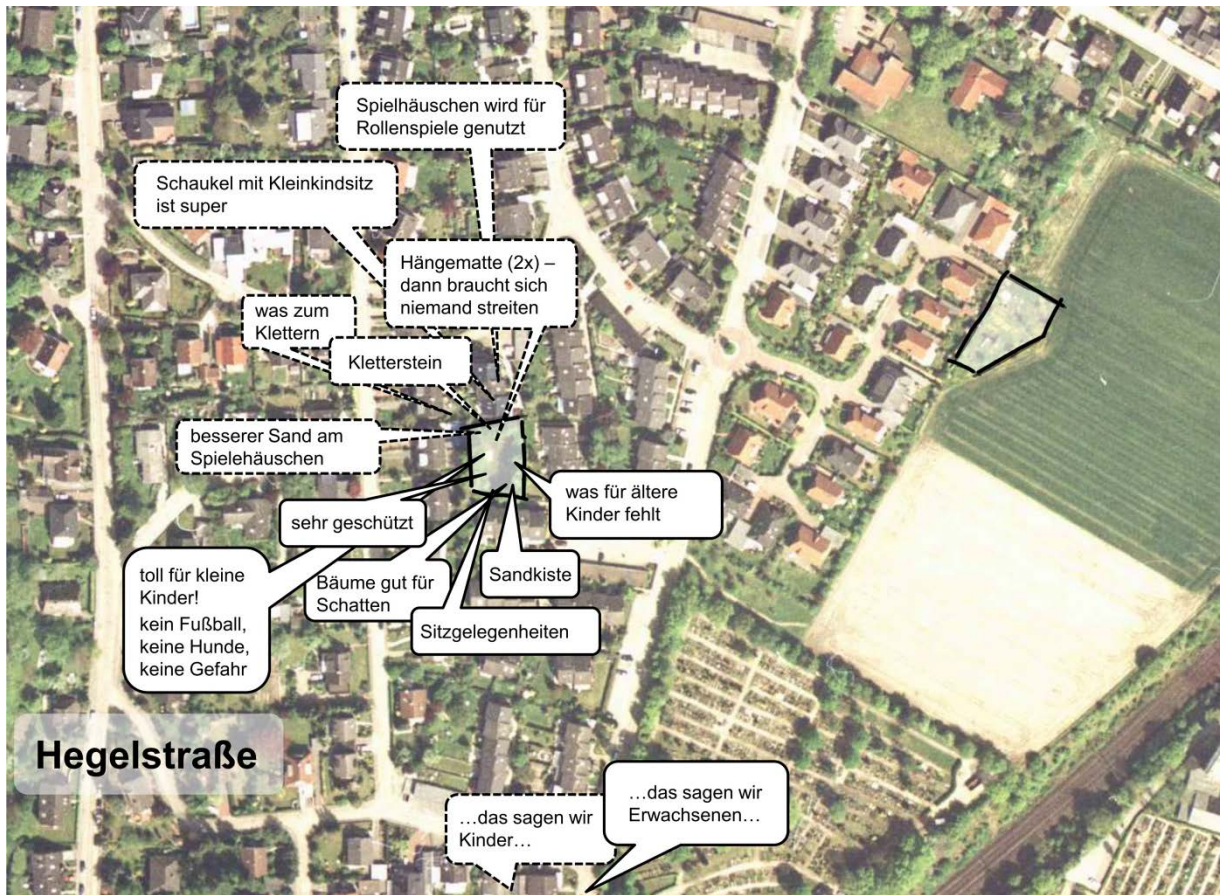 Spielhäuschen wird für
Rollenspiele genutzt
Schaukel mit Kleinkindsitz
ist super
Hängematte (2x) –
dann braucht sich
niemand streiten
was zum
Klettern
Kletterstein
besserer Sand am
Spielehäuschen
was für ältere
Kinder fehlt
sehr geschützt
toll für kleine
Kinder!
kein Fußball,
keine Hunde,
keine Gefahr
Bäume gut für
Schatten
Sandkiste
Sitzgelegenheiten
Hegelstraße
…das sagen wir
Kinder…
…das sagen wir
Erwachsenen…